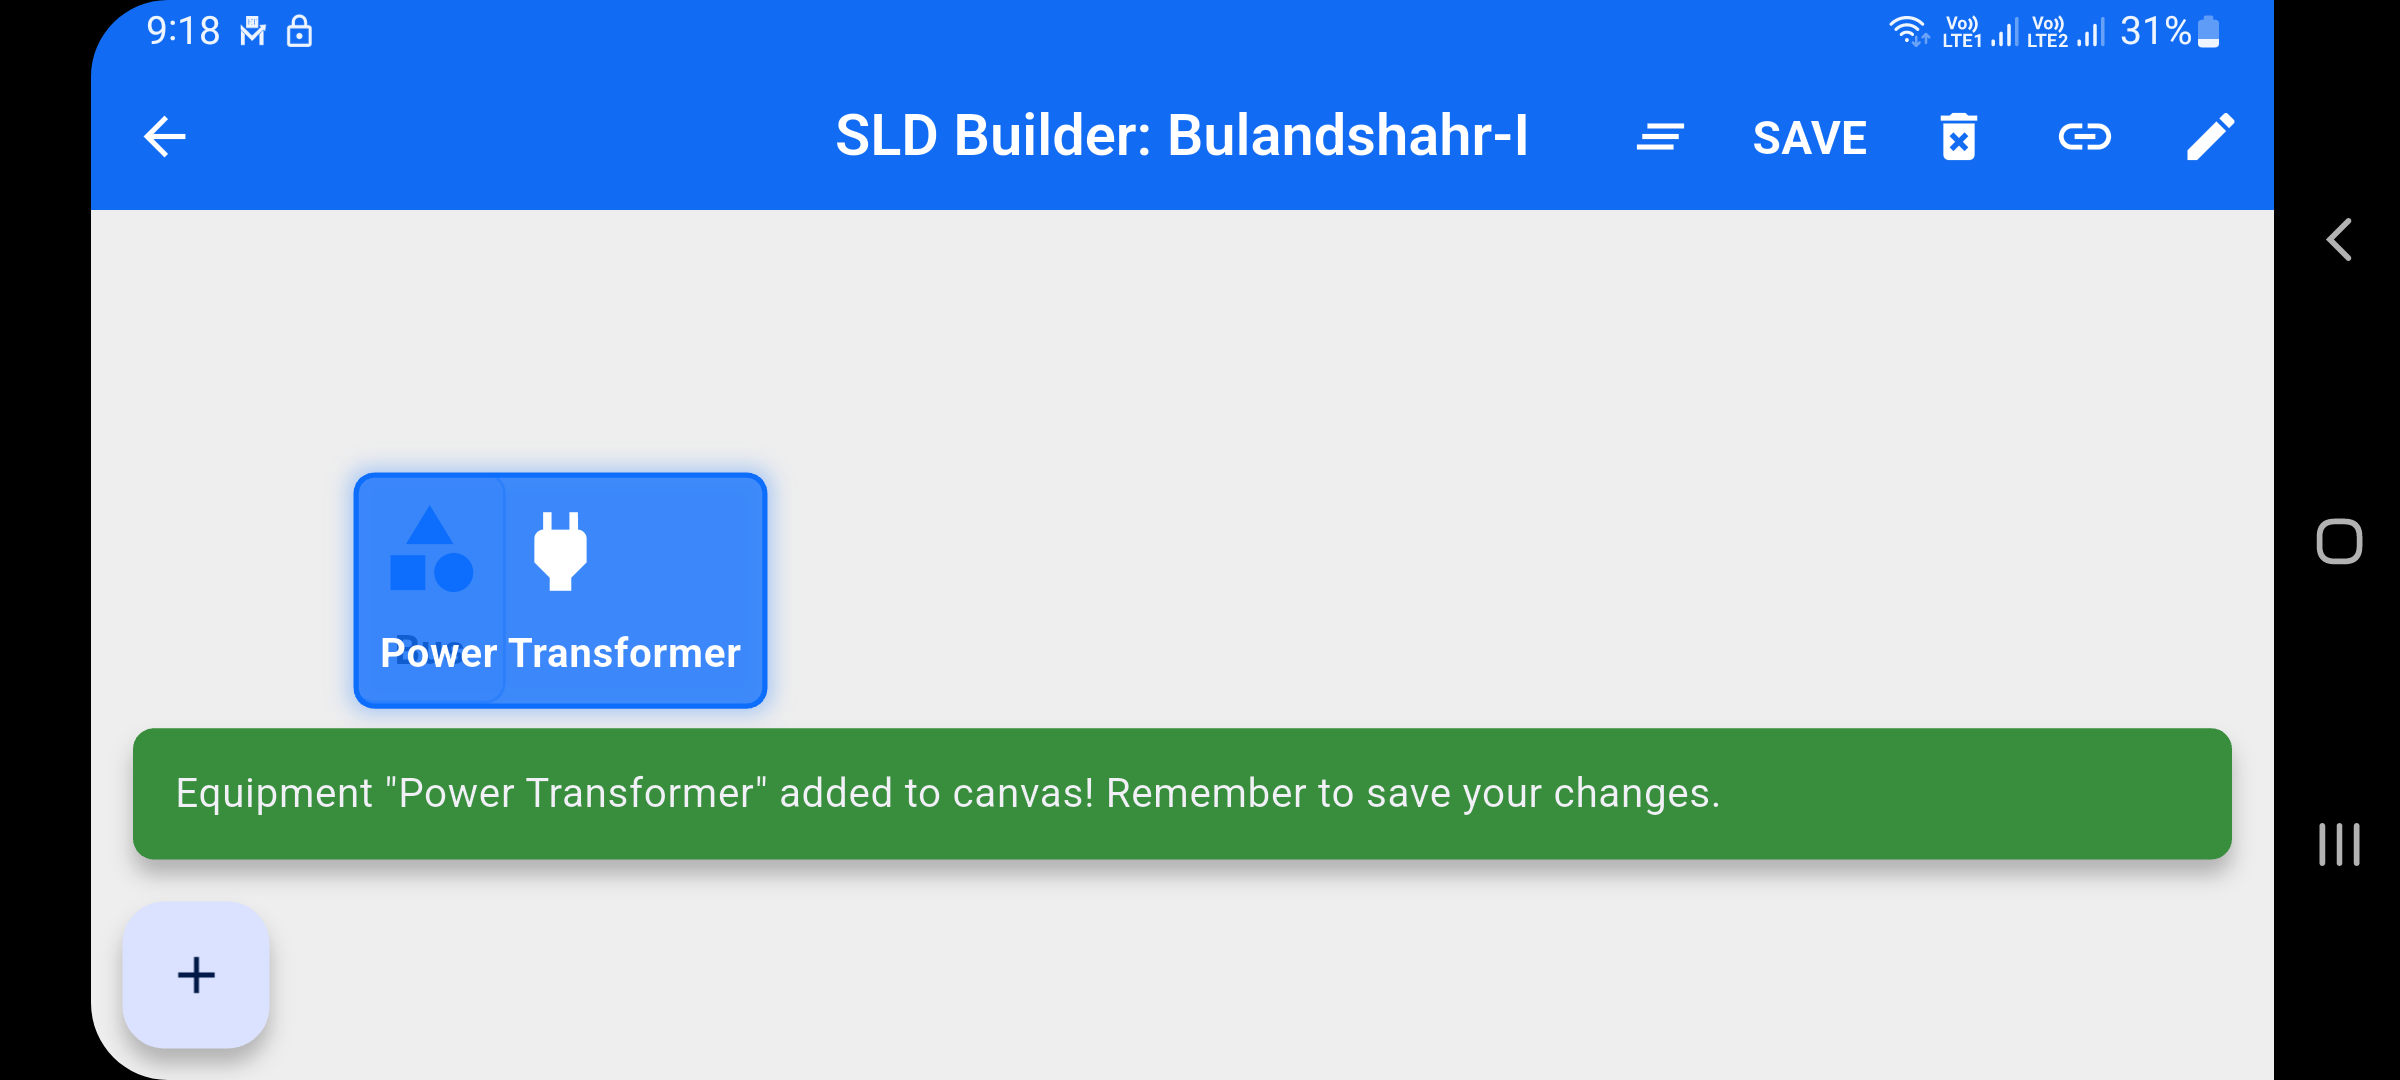 9:18
Vo)) LTE1 Vo)) LTE2 31%
SLD Builder: Bulandshahr-I SAVE
Power Transformer
Equipment "Power Transformer" added to canvas! Remember to save your changes.